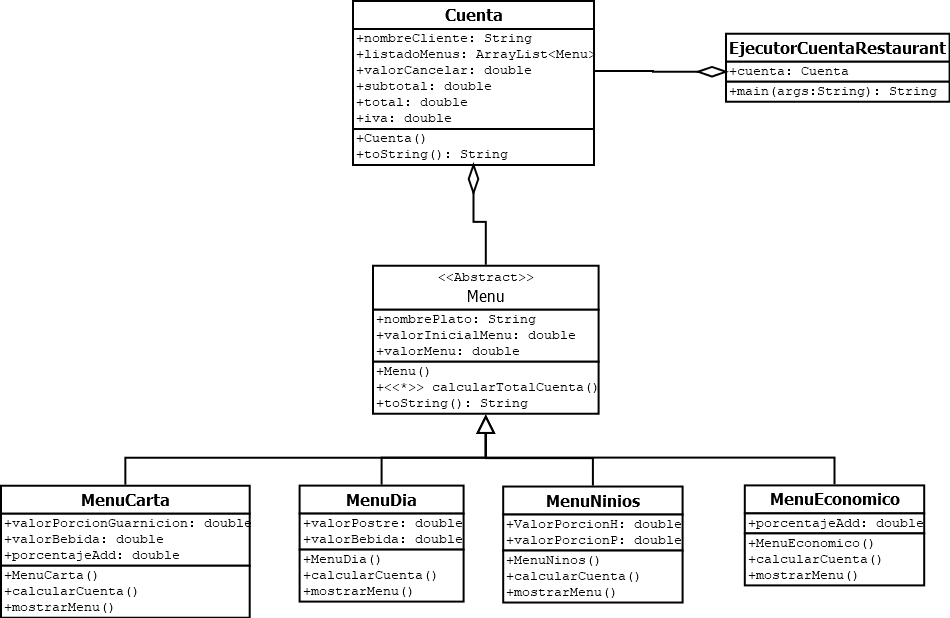 Cuenta
+nombreCliente: String
+listadoMenus: ArrayList<Menu>
+valorCancelar: double
+subtotal: double
+total: double
+iva: double
+Cuenta()
+toString(): String
EjecutorCuentaRestaurant
+cuenta: Cuenta
+main(args:String): String
<<Abstract>>
Menu
+nombrePlato: String
+valorInicialMenu: double
+valorMenu: double
+Menu()
+<<*>> calcularTotalCuenta()
+toString(): String
MenuCarta
+valorPorcionGuarnicion: double
+valorBebida: double
+porcentajeAdd: double
+MenuCarta()
+calcularCuenta()
+mostrarMenu()
MenuDia
+valorPostre: double
+valorBebida: double
+MenuDia()
+calcularCuenta()
+mostrarMenu()
MenuNinios
+ValorPorcionH: double
+valorPorcionP: double
+MenuNinos()
+calcularCuenta()
+mostrarMenu()
MenuEconomico
+porcentajeAdd: double
+MenuEconomico()
+calcularCuenta()
+mostrarMenu()